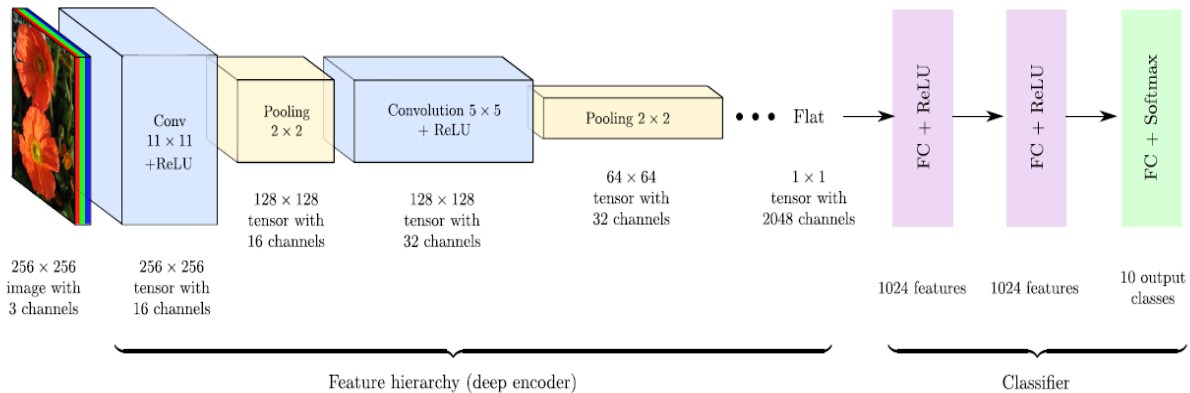 Conv
11 × 11
+ReLU
Pooling
2 × 2
Convolution 5 × 5
+ ReLU
Pooling 2 × 2
••• Flat
FC + ReLU
FC + ReLU
FC + Softmax
256 × 256
image with
3 channels
256 × 256
tensor with
16 channels
128 × 128
tensor with
16 channels
128 × 128
tensor with
32 channels
64 × 64
tensor with
32 channels
1 × 1
tensor with
2048 channels
1024 features
1024 features
10 output
classes
Feature hierarchy (deep encoder)
Classifier